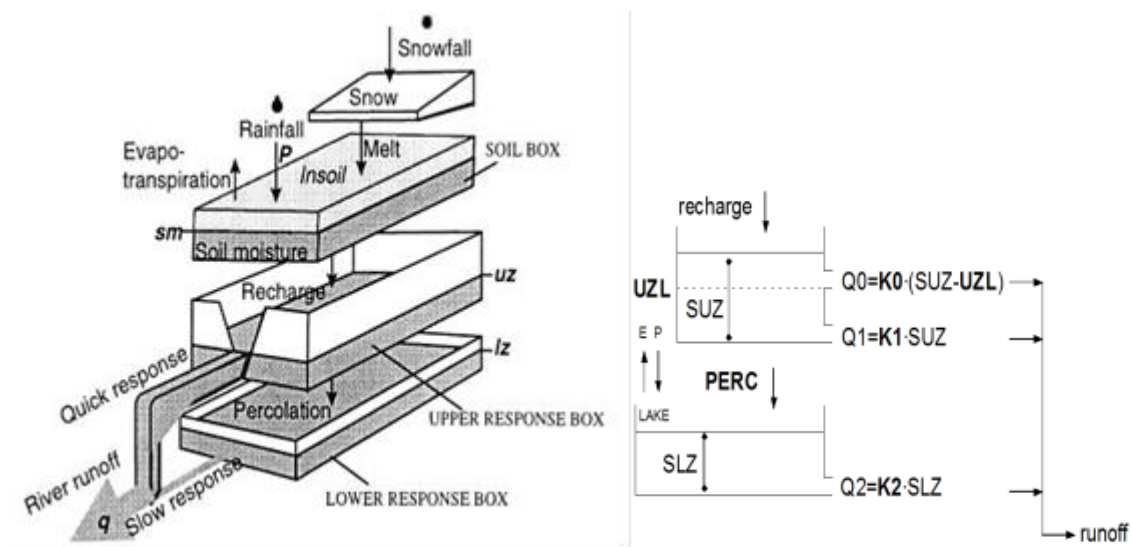 Snowfall
Snow
Rainfall
P
Melt
SOIL BOX
Evapo-
transpiration
Insoil
sm
Soil moisture
uz
Recharge
lz
Quick response
Percolation
UPPER RESPONSE BOX
River runoff
Slow response
LOWER RESPONSE BOX
q
recharge
UZL
SUZ
Q0=K0·(SUZ-UZL)
Q1=K1·SUZ
E P
PERC
LAKE
SLZ
Q2=K2·SLZ
runoff